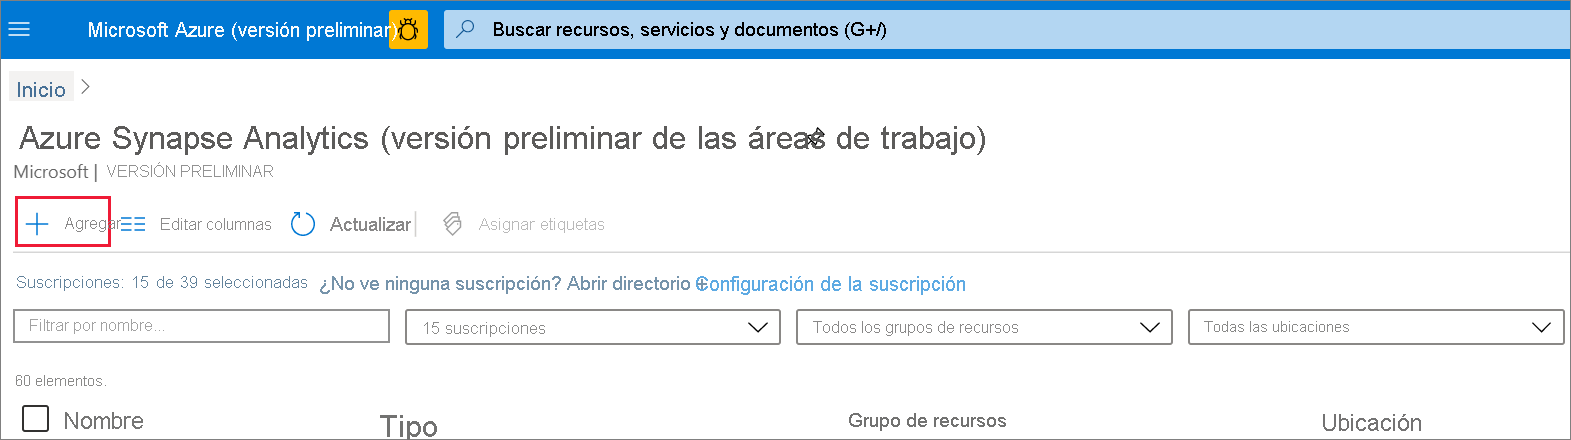 Microsoft Azure (versión preliminar)
Buscar recursos, servicios y documentos (G+/)
Inicio
Azure Synapse Analytics (versión preliminar de las áreas de trabajo)
Microsoft | VERSIÓN PRELIMINAR
Agregar Editar columnas Actualizar Asignar etiquetas
Suscripciones: 15 de 39 seleccionadas ¿No ve ninguna suscripción? Abrir directorio + Configuración de la suscripción
Filtrar por nombre... 15 suscripciones Todos los grupos de recursos Todas las ubicaciones
60 elementos.
Nombre Tipo Grupo de recursos Ubicación